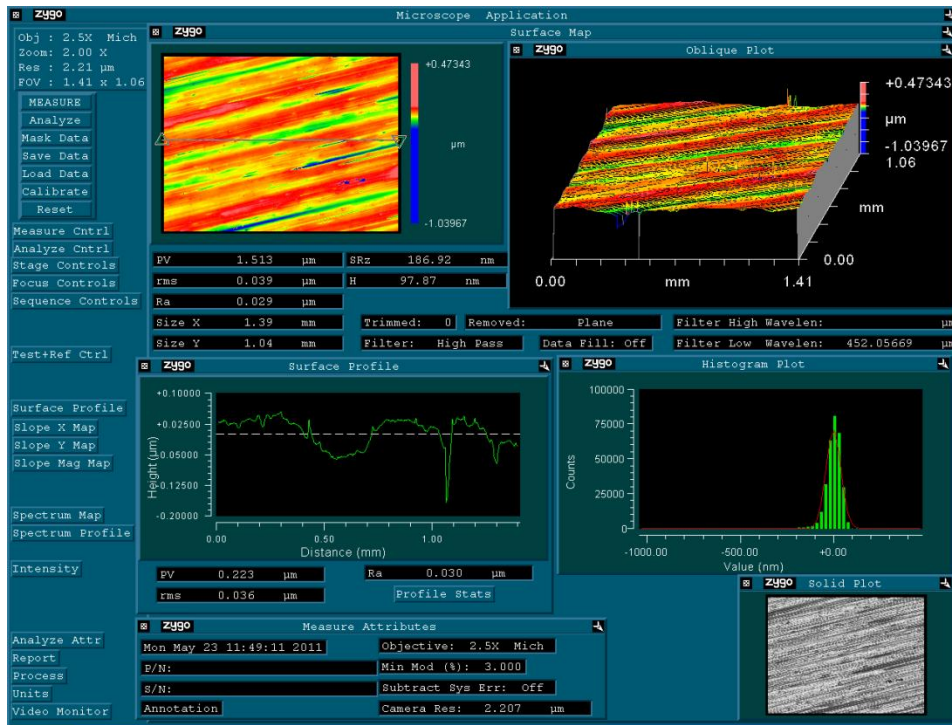 zygo Microscope Application
Obj : 2.5X Mich
Zoom: 2.00 X
Res : 2.21 µm
FOV : 1.41 x 1.06
MEASURE
Analyze
Mask Data
Save Data
Load Data
Calibrate
Reset
Measure Cntrl
Analyze Cntrl
Stage Controls
Focus Controls
Sequence Controls
Test+Ref Ctrl
Surface Profile
Slope X Map
Slope Y Map
Slope Mag Map
Spectrum Map
Spectrum Profile
Intensity
Analyze Attr
Report
Process
Units
Video Monitor
zygo Surface Map
+0.47343
µm
-1.03967
zygo Oblique Plot
+0.47343
µm
-1.03967
1.06
mm
0.00
0.00 mm 1.41
PV 1.513 µm SRz 186.92 nm
rms 0.039 µm H 97.87 nm
Ra 0.029 µm
Size X 1.39 mm Trimmed: 0 Removed: Plane Filter High Wavelen: µm
Size Y 1.04 mm Filter: High Pass Data Fill: Off Filter Low Wavelen: 452.05669 µm
zygo Surface Profile
+0.10000
+0.02500
-0.05000
-0.12500
-0.20000
Height (µm)
0.00 0.50 1.00
Distance (mm)
PV 0.223 µm Ra 0.030 µm
rms 0.036 µm Profile Stats
zygo Histogram Plot
100000
75000
50000
25000
0
Counts
-1000.00 -500.00 +0.00
Value (nm)
zygo Solid Plot
zygo Measure Attributes
Mon May 23 11:49:11 2011 Objective: 2.5X Mich
P/N: Min Mod (%): 3.000
S/N: Subtract Sys Err: Off
Annotation Camera Res: 2.207 µm